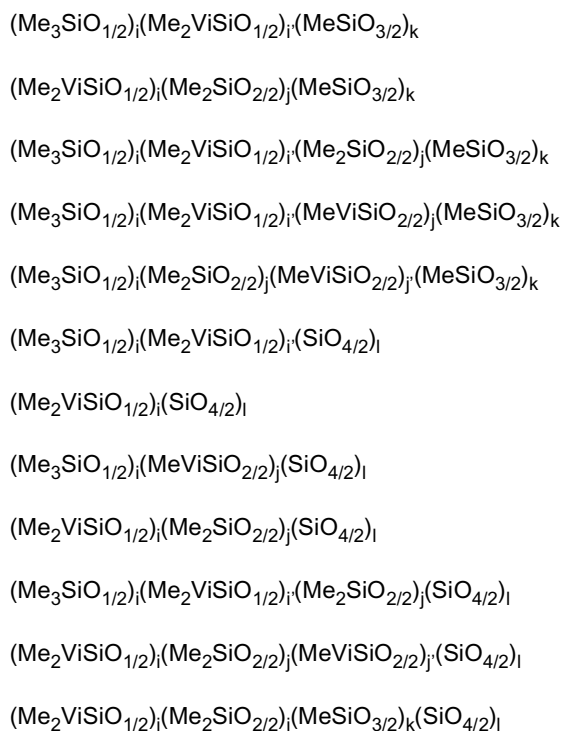 (Me₃SiO₁/₂)ᵢ(Me₂ViSiO₁/₂)ᵢ'(MeSiO₃/₂)ₖ
(Me₂ViSiO₁/₂)ᵢ(Me₂SiO₂/₂)ⱼ(MeSiO₃/₂)ₖ
(Me₃SiO₁/₂)ᵢ(Me₂ViSiO₁/₂)ᵢ'(Me₂SiO₂/₂)ⱼ(MeSiO₃/₂)ₖ
(Me₃SiO₁/₂)ᵢ(Me₂ViSiO₁/₂)ᵢ'(MeViSiO₂/₂)ⱼ(MeSiO₃/₂)ₖ
(Me₃SiO₁/₂)ᵢ(Me₂SiO₂/₂)ⱼ(MeViSiO₂/₂)ⱼ'(MeSiO₃/₂)ₖ
(Me₃SiO₁/₂)ᵢ(Me₂ViSiO₁/₂)ᵢ'(SiO₄/₂)ₗ
(Me₂ViSiO₁/₂)ᵢ(SiO₄/₂)ₗ
(Me₃SiO₁/₂)ᵢ(MeViSiO₂/₂)ⱼ(SiO₄/₂)ₗ
(Me₂ViSiO₁/₂)ᵢ(Me₂SiO₂/₂)ⱼ(SiO₄/₂)ₗ
(Me₃SiO₁/₂)ᵢ(Me₂ViSiO₁/₂)ᵢ'(Me₂SiO₂/₂)ⱼ(SiO₄/₂)ₗ
(Me₂ViSiO₁/₂)ᵢ(Me₂SiO₂/₂)ⱼ(MeViSiO₂/₂)ⱼ'(SiO₄/₂)ₗ
(Me₂ViSiO₁/₂)ᵢ(Me₂SiO₂/₂)ᵢ(MeSiO₃/₂)ₖ(SiO₄/₂)ₗ